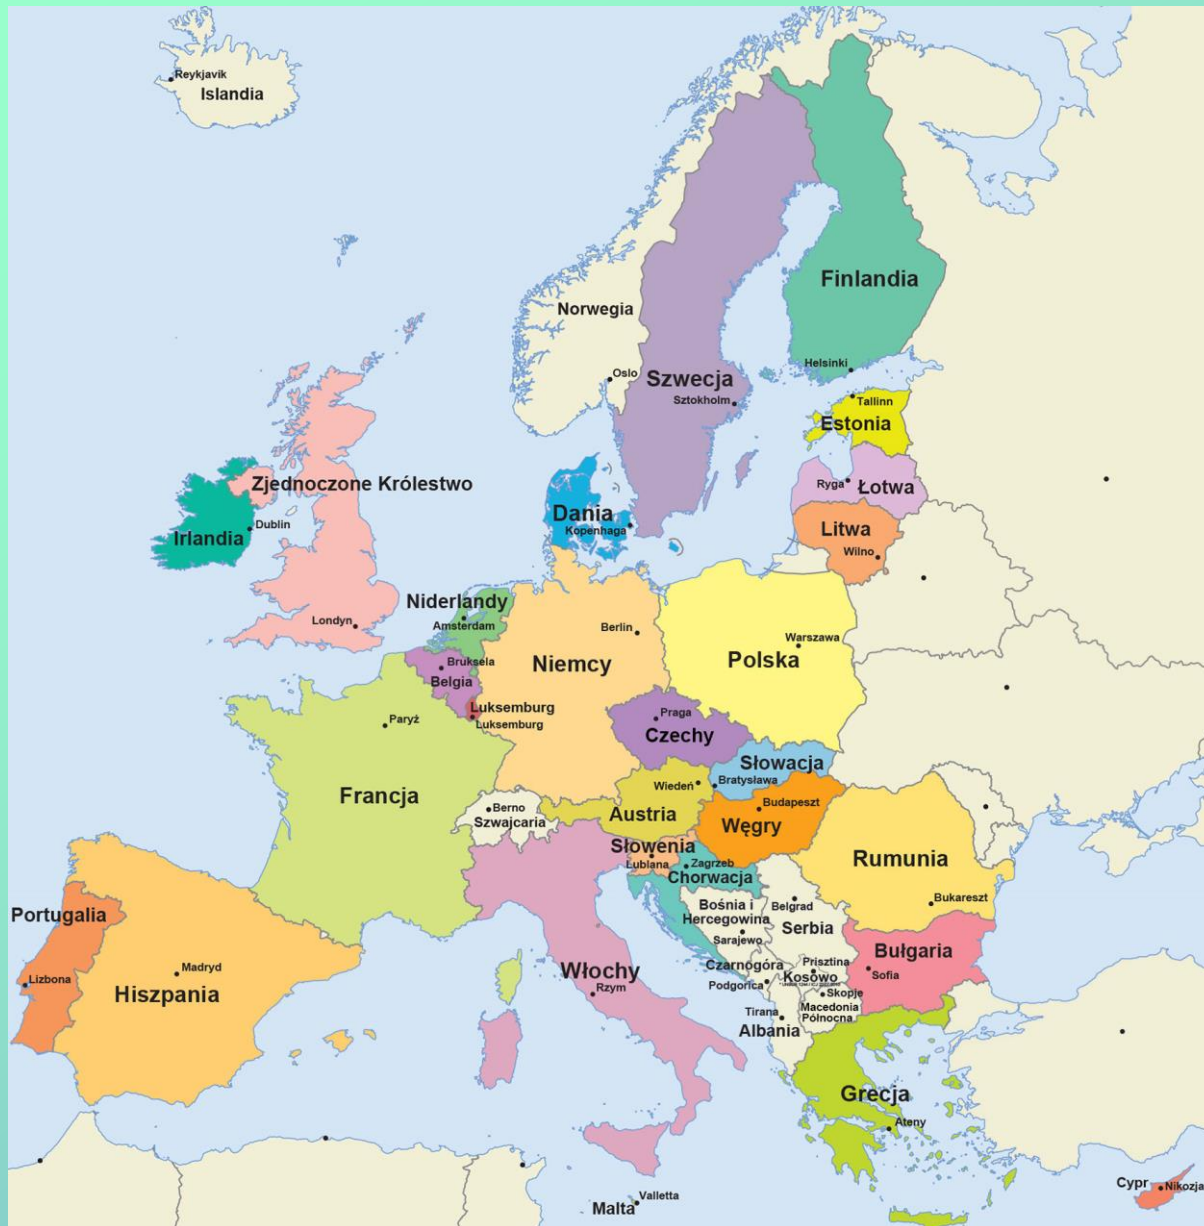 Reykjavik
Islandia
Norwegia
Oslo
Szwecja
Sztokholm
Finlandia
Helsinki
Tallinn
Estonia
Ryga
Łotwa
Litwa
Wilno
Zjednoczone Królestwo
Dublin
Irlandia
Londyn
Dania
Kopenhaga
Niderlandy
Amsterdam
Berlin
Niemcy
Warszawa
Polska
Bruksela
Belgia
Luksemburg
Luksemburg
Paryż
Francja
Praga
Czechy
Słowacja
Bratysława
Wiedeń
Austria
Budapeszt
Węgry
Berno
Szwajcaria
Słowenia
Lublana
Zagrzeb
Chorwacja
Rumunia
Bukareszt
Bośnia i
Hercegowina
Sarajewo
Belgrad
Serbia
Portugalia
Lizbona
Madryd
Hiszpania
Włochy
Rzym
Czarnogóra
Podgorica
Prisztina
Kosowo
Bułgaria
Sofia
Skopje
Macedonia
Północna
Tirana
Albania
Grecja
Ateny
Valletta
Malta
Cypr
Nikozja